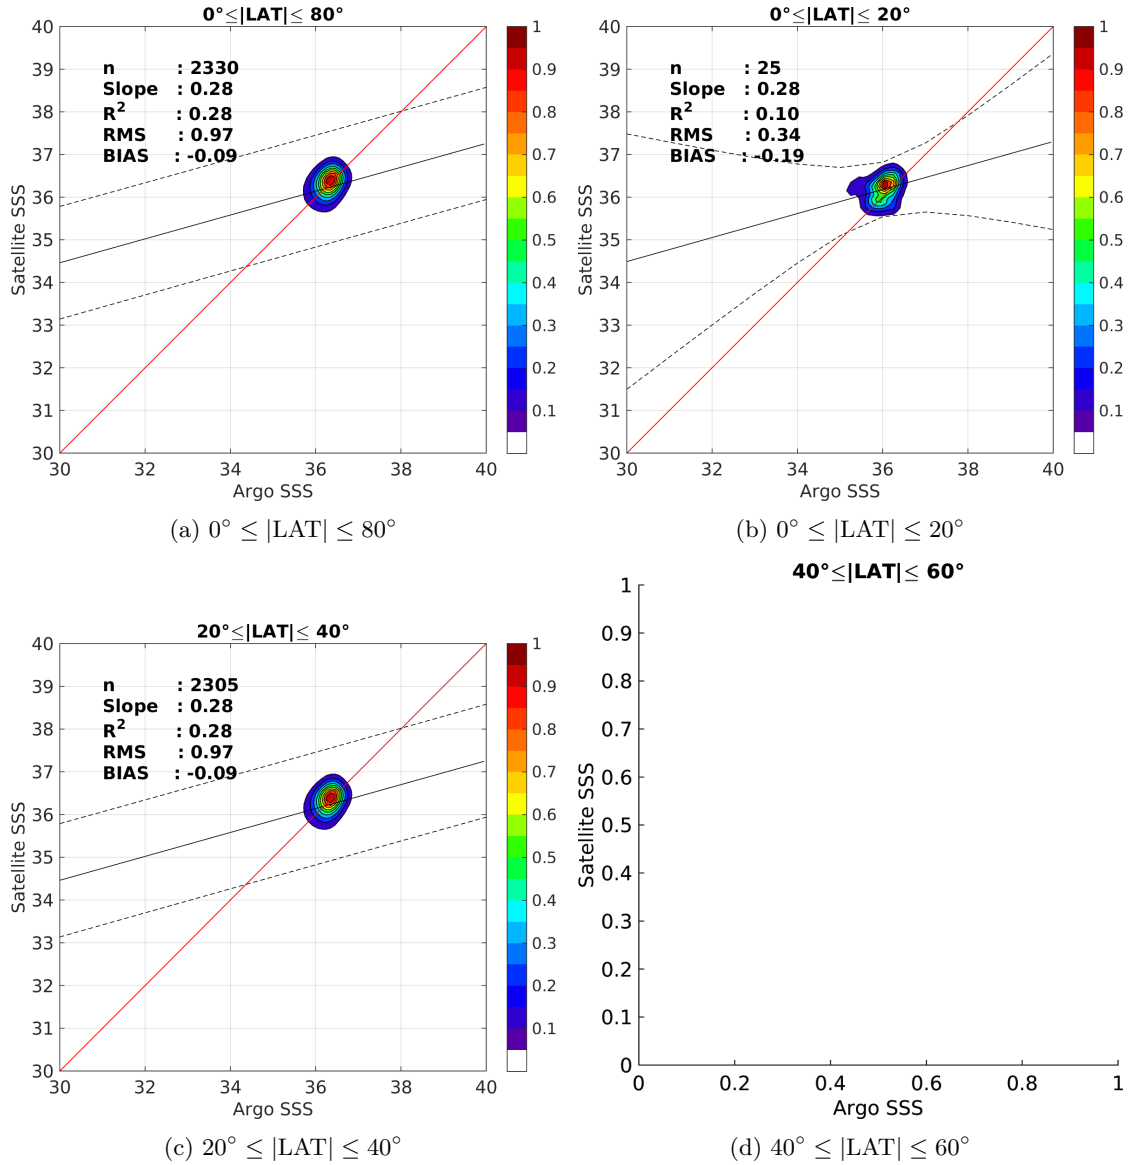 0°≤|LAT|≤ 80°
n : 2330
Slope : 0.28
R2 : 0.28
RMS : 0.97
BIAS : -0.09
40
39
38
37
36
35
34
33
32
31
30
30 32 34 36 38 40
Satellite SSS
Argo SSS
1
0.9
0.8
0.7
0.6
0.5
0.4
0.3
0.2
0.1
(a) 0° ≤ |LAT| ≤ 80°
0°≤|LAT|≤ 20°
n : 25
Slope : 0.28
R2 : 0.10
RMS : 0.34
BIAS : -0.19
40
39
38
37
36
35
34
33
32
31
30
30 32 34 36 38 40
Satellite SSS
Argo SSS
1
0.9
0.8
0.7
0.6
0.5
0.4
0.3
0.2
0.1
(b) 0° ≤ |LAT| ≤ 20°
20°≤|LAT|≤ 40°
n : 2305
Slope : 0.28
R2 : 0.28
RMS : 0.97
BIAS : -0.09
40
39
38
37
36
35
34
33
32
31
30
30 32 34 36 38 40
Satellite SSS
Argo SSS
1
0.9
0.8
0.7
0.6
0.5
0.4
0.3
0.2
0.1
(c) 20° ≤ |LAT| ≤ 40°
40°≤|LAT|≤ 60°
1
0.9
0.8
0.7
0.6
0.5
0.4
0.3
0.2
0.1
0
0 0.2 0.4 0.6 0.8 1
Satellite SSS
Argo SSS
(d) 40° ≤ |LAT| ≤ 60°